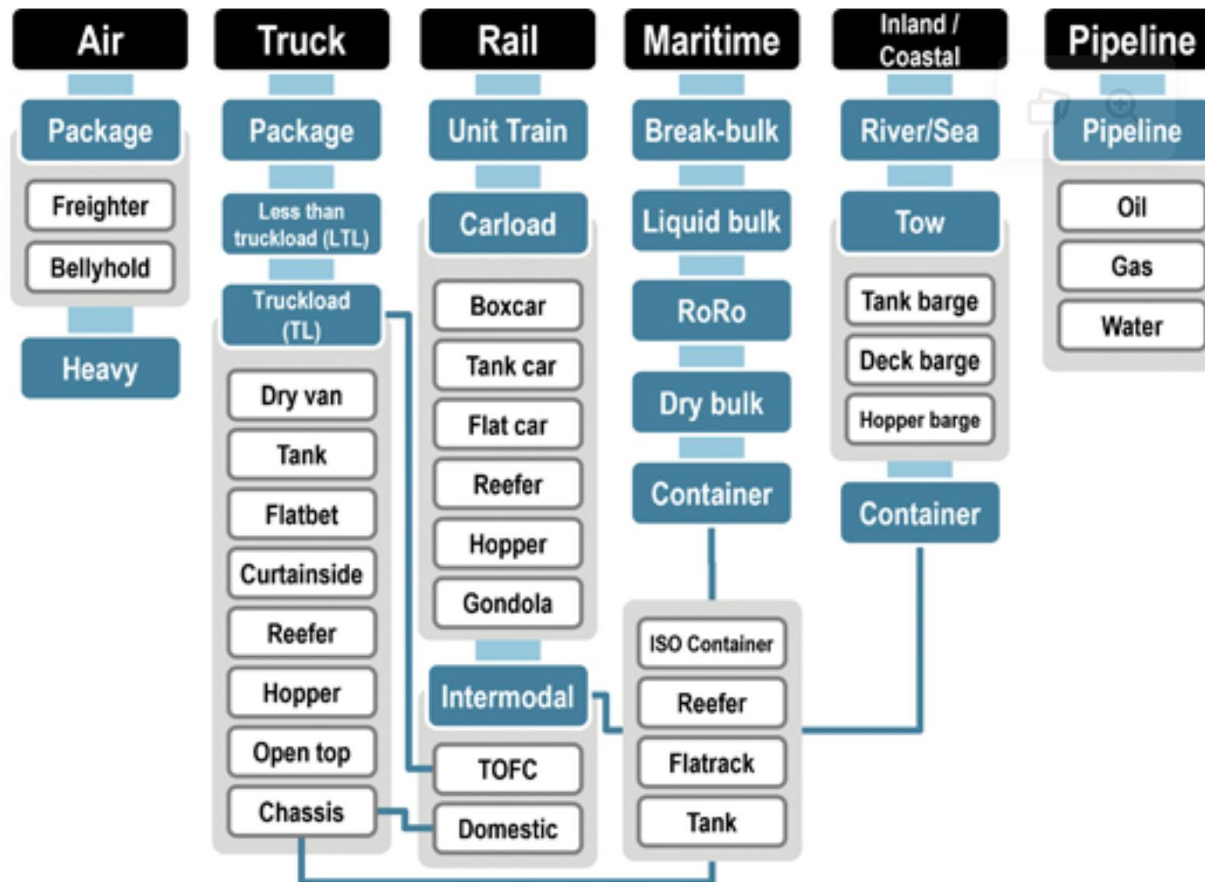 Air
Truck
Rail
Maritime
Inland /
Coastal
Pipeline
Package
Freighter
Bellyhold
Heavy
Package
Less than
truckload (LTL)
Truckload
(TL)
Dry van
Tank
Flatbet
Curtainside
Reefer
Hopper
Open top
Chassis
Unit Train
Carload
Boxcar
Tank car
Flat car
Reefer
Hopper
Gondola
Intermodal
TOFC
Domestic
Break-bulk
Liquid bulk
RoRo
Dry bulk
Container
ISO Container
Reefer
Flatrack
Tank
River/Sea
Tow
Tank barge
Deck barge
Hopper barge
Container
Pipeline
Oil
Gas
Water